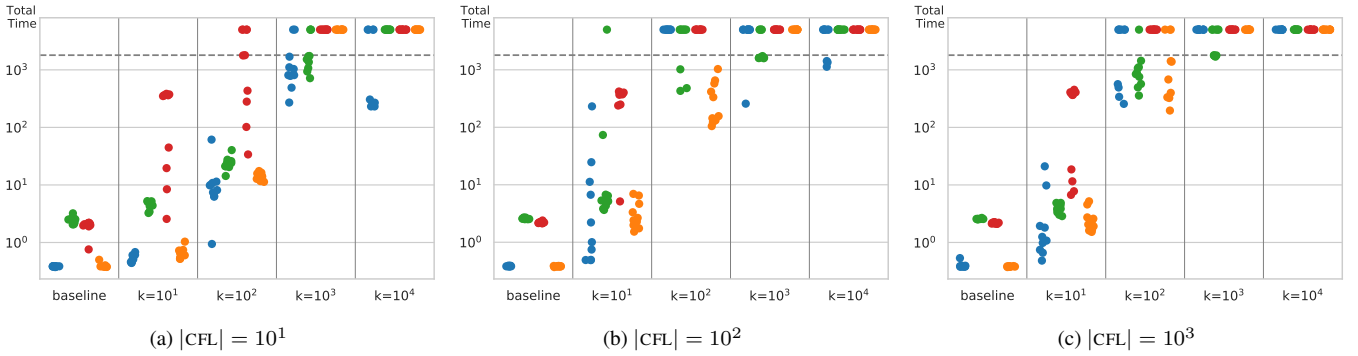 Total
Time
10³
10²
10¹
10⁰
baseline
k=10¹
k=10²
k=10³
k=10⁴
(a) |CFL| = 10¹
Total
Time
10³
10²
10¹
10⁰
baseline
k=10¹
k=10²
k=10³
k=10⁴
(b) |CFL| = 10²
Total
Time
10³
10²
10¹
10⁰
baseline
k=10¹
k=10²
k=10³
k=10⁴
(c) |CFL| = 10³